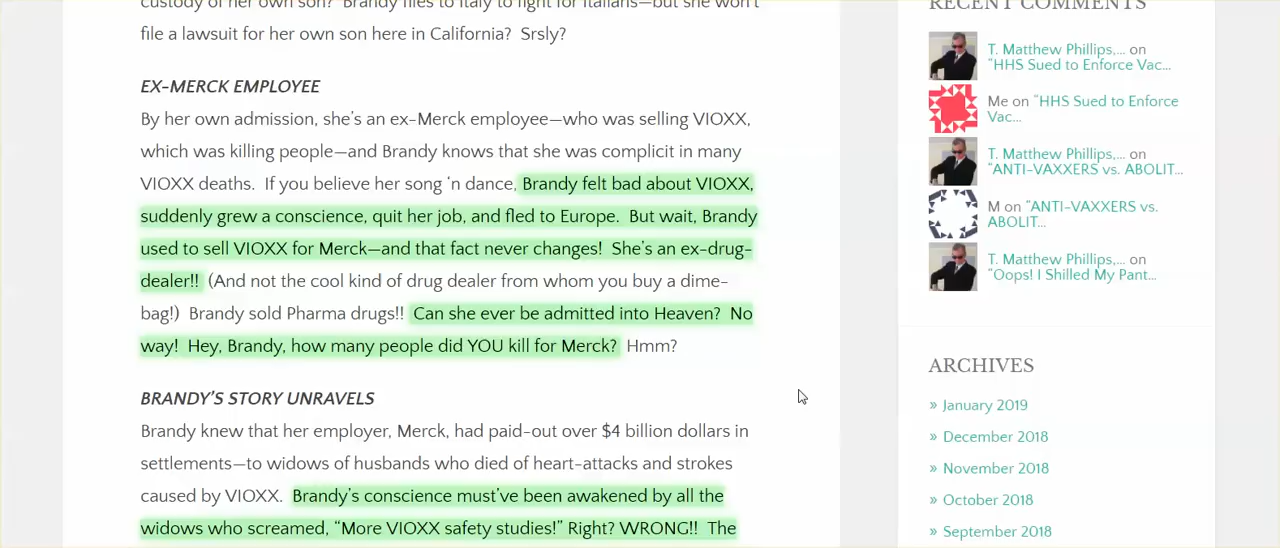 custody of her own son? Brandy flies to Italy to fight for Italians—but she won't
file a lawsuit for her own son here in California? Srsly?
EX-MERCK EMPLOYEE
By her own admission, she's an ex-Merck employee—who was selling VIOXX,
which was killing people—and Brandy knows that she was complicit in many
VIOXX deaths. If you believe her song 'n dance, Brandy felt bad about VIOXX,
suddenly grew a conscience, quit her job, and fled to Europe. But wait, Brandy
used to sell VIOXX for Merck—and that fact never changes! She's an ex-drug-
dealer!! (And not the cool kind of drug dealer from whom you buy a dime-
bag!) Brandy sold Pharma drugs!! Can she ever be admitted into Heaven? No
way! Hey, Brandy, how many people did YOU kill for Merck? Hmm?
BRANDY'S STORY UNRAVELS
Brandy knew that her employer, Merck, had paid-out over $4 billion dollars in
settlements—to widows of husbands who died of heart-attacks and strokes
caused by VIOXX. Brandy's conscience must've been awakened by all the
widows who screamed, "More VIOXX safety studies!" Right? WRONG!! The
RECENT COMMENTS
T. Matthew Phillips,... on
"HHS Sued to Enforce Vac...
Me on "HHS Sued to Enforce
Vac...
T. Matthew Phillips,... on
"ANTI-VAXXERS vs. ABOLIT...
M on "ANTI-VAXXERS vs.
ABOLIT...
T. Matthew Phillips,... on
"Oops! I Shilled My Pant...
ARCHIVES
» January 2019
» December 2018
» November 2018
» October 2018
» September 2018